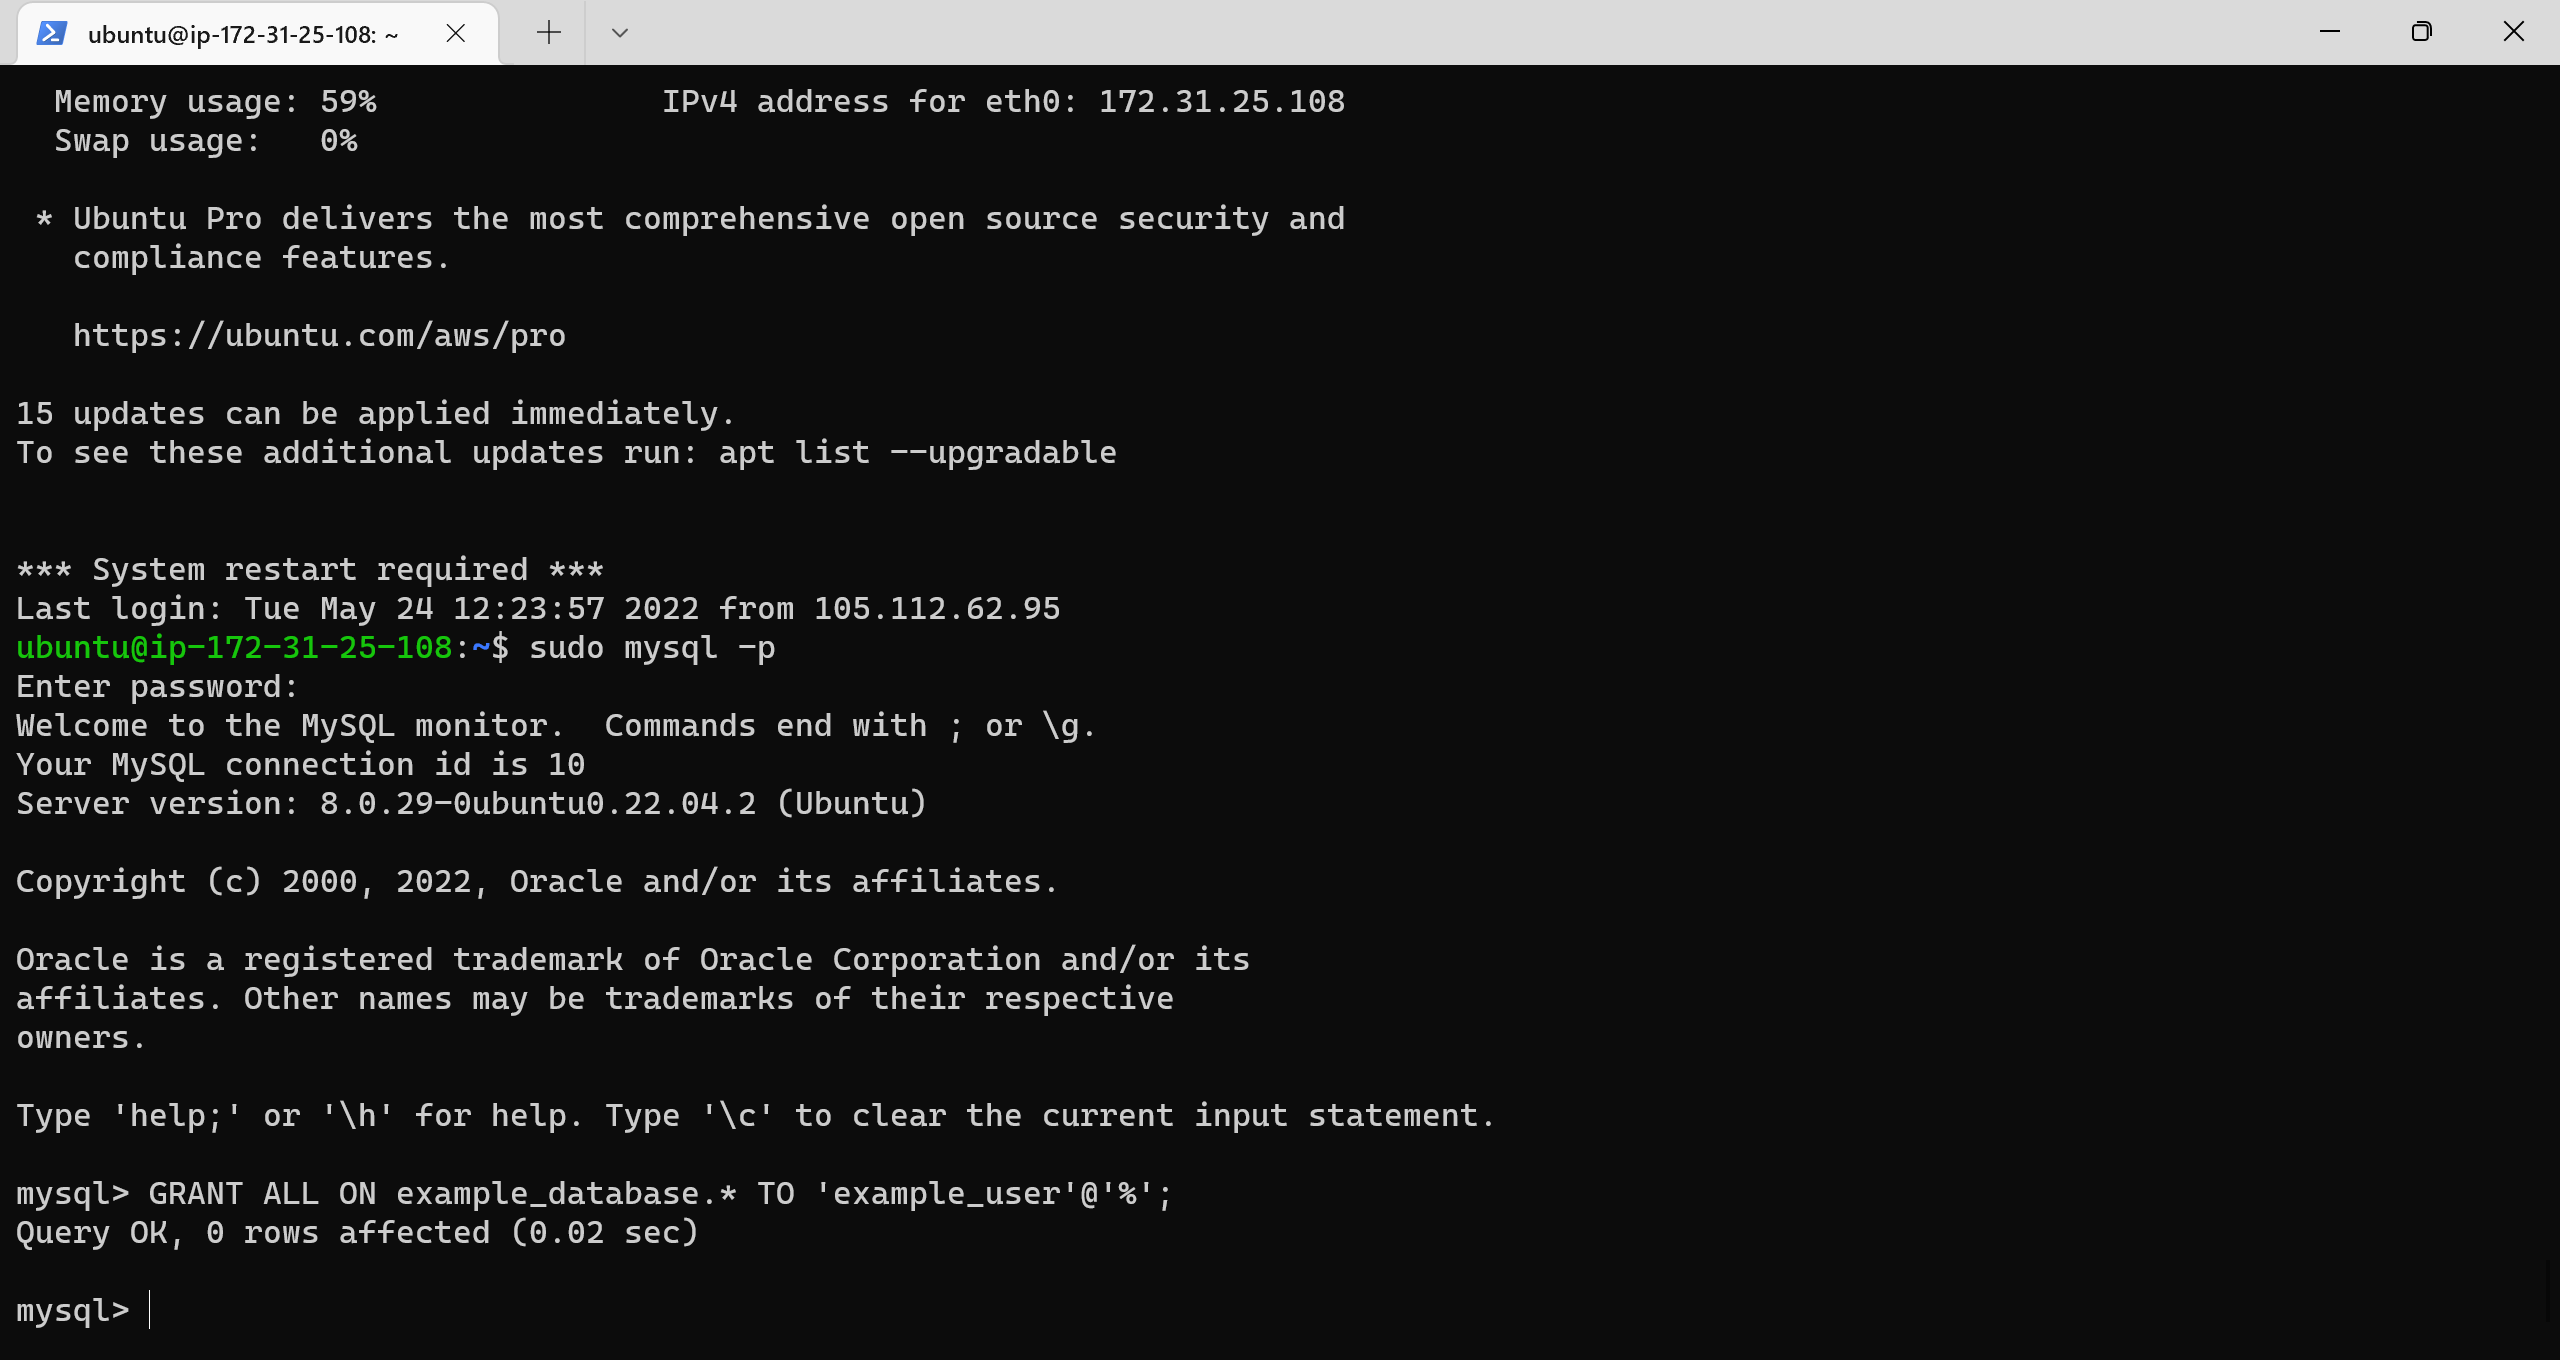 ubuntu@ip-172-31-25-108: ~
Memory usage: 59% IPv4 address for eth0: 172.31.25.108
Swap usage: 0%
* Ubuntu Pro delivers the most comprehensive open source security and
compliance features.
https://ubuntu.com/aws/pro
15 updates can be applied immediately.
To see these additional updates run: apt list --upgradable
*** System restart required ***
Last login: Tue May 24 12:23:57 2022 from 105.112.62.95
ubuntu@ip-172-31-25-108:~$ sudo mysql -p
Enter password:
Welcome to the MySQL monitor.  Commands end with ; or \g.
Your MySQL connection id is 10
Server version: 8.0.29-0ubuntu0.22.04.2 (Ubuntu)
Copyright (c) 2000, 2022, Oracle and/or its affiliates.
Oracle is a registered trademark of Oracle Corporation and/or its
affiliates. Other names may be trademarks of their respective
owners.
Type 'help;' or '\h' for help. Type '\c' to clear the current input statement.
mysql> GRANT ALL ON example_database.* TO 'example_user'@'%';
Query OK, 0 rows affected (0.02 sec)
mysql>